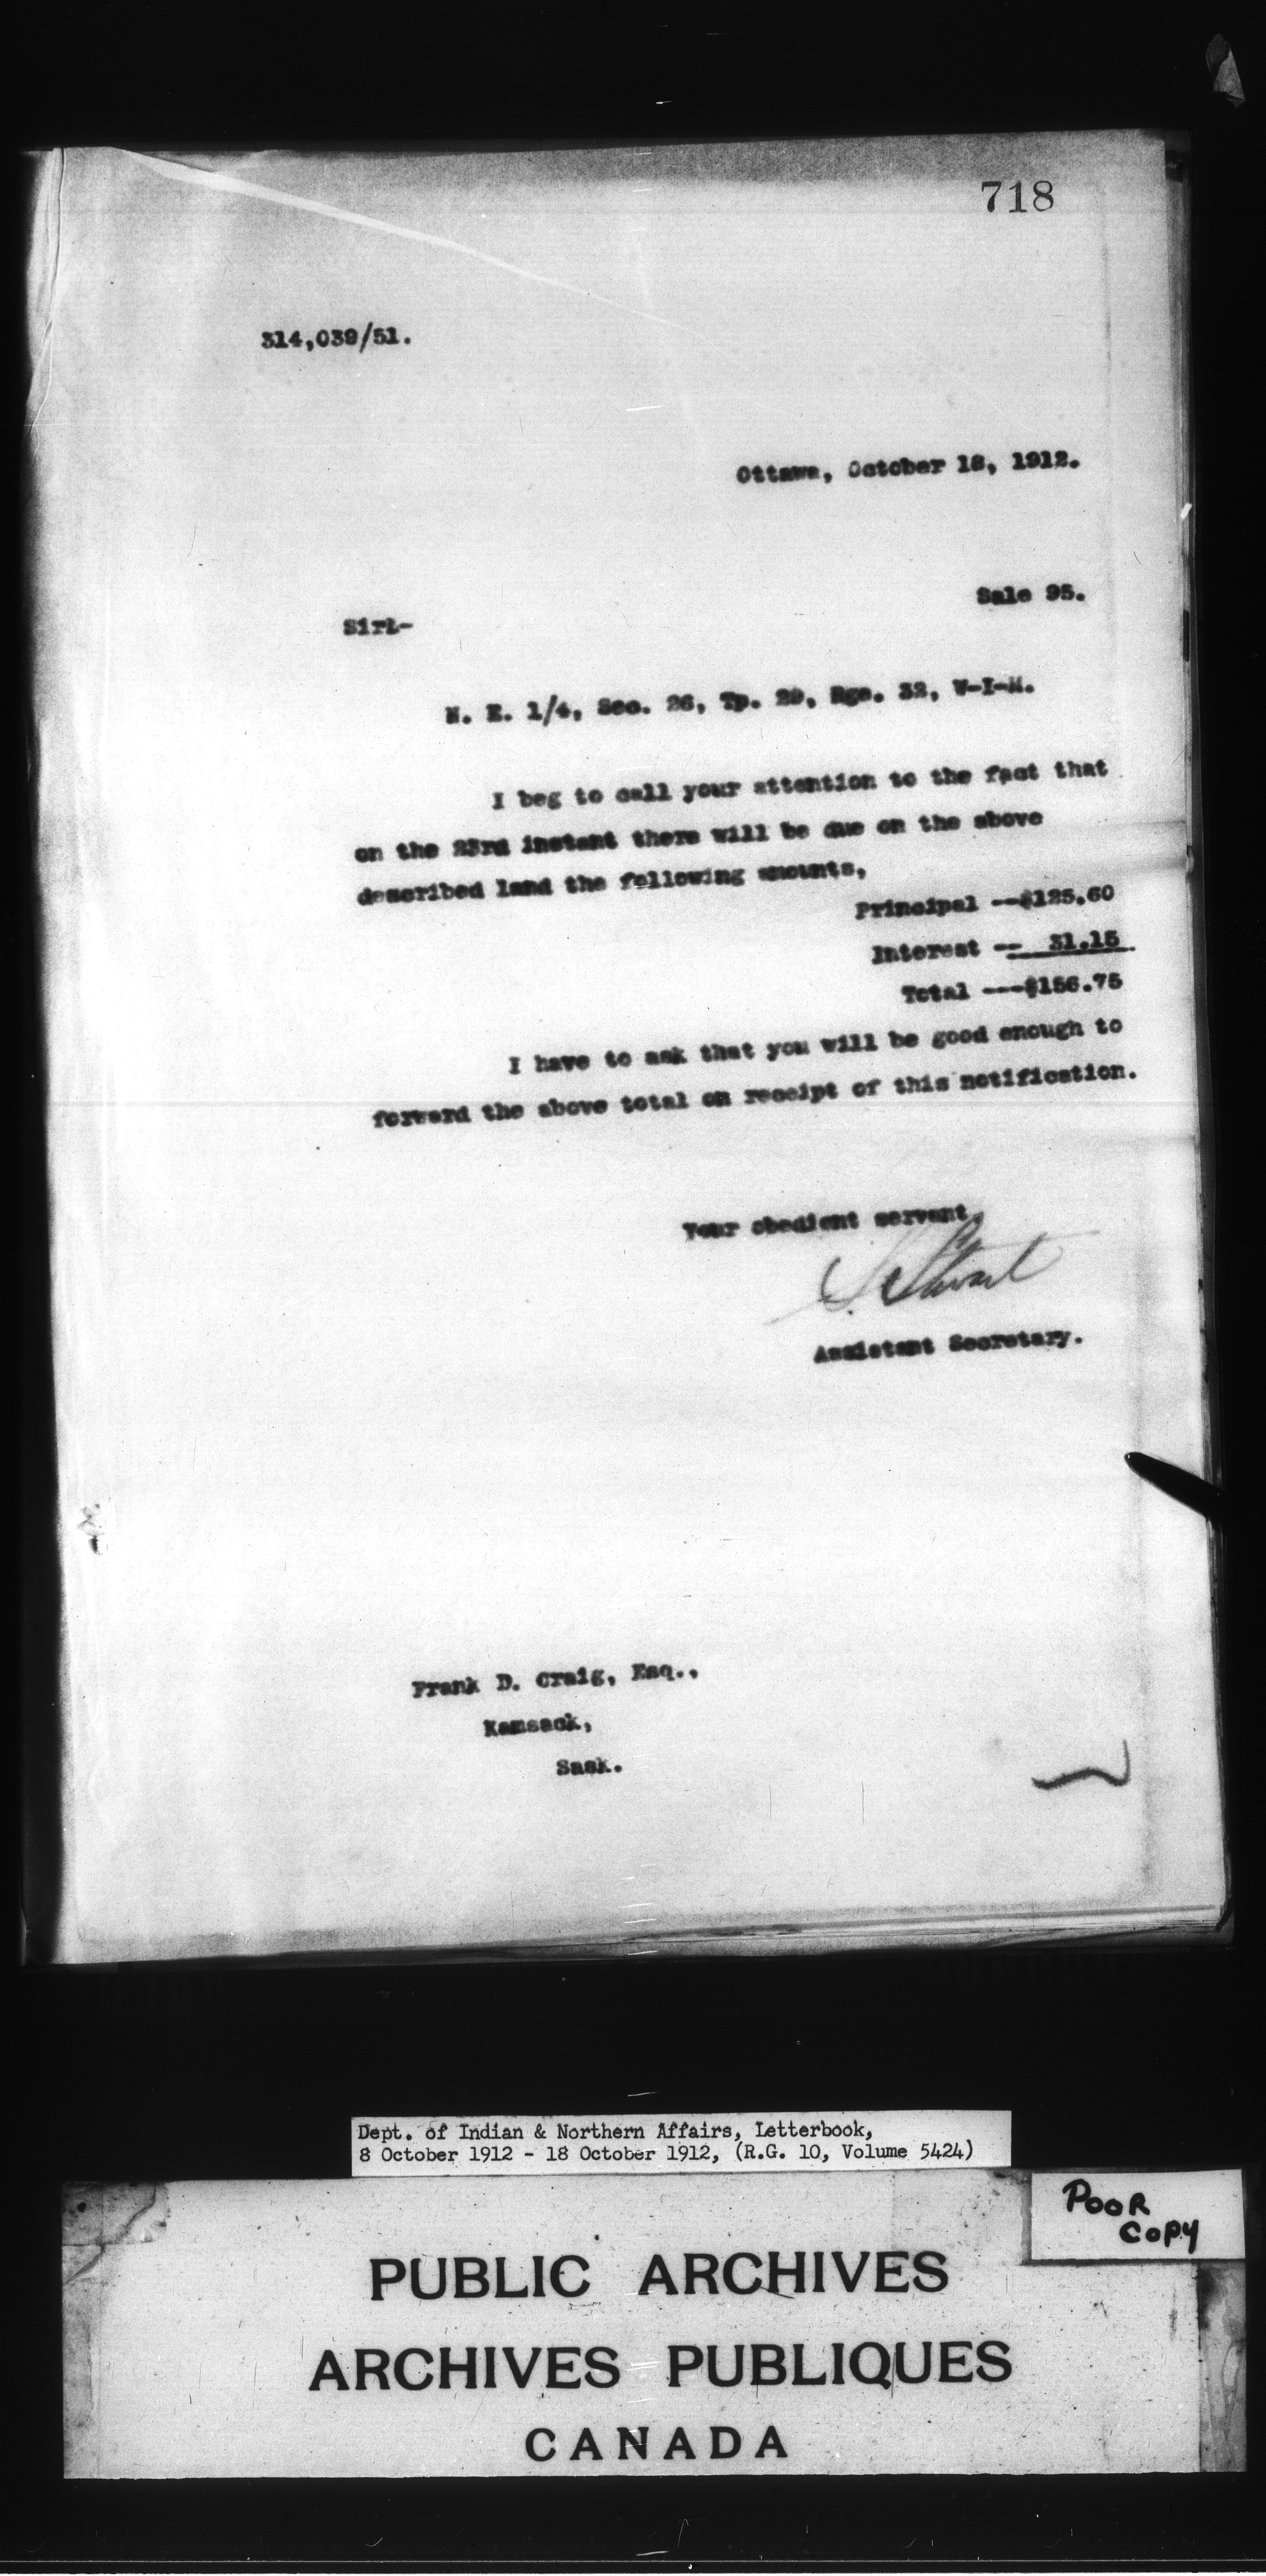 718
314,039/51.
Ottawa, October 18, 1912.
Sale 95.
Sir:-
N. E. 1/4, Sec. 26, Tp. 29, Rge. 32, W-I-M.
I beg to call your attention to the fact that
on the 23rd instant there will be due on the above
described land the following amounts,
Principal --$125.60
Interest -- 31.15
Total ---$156.75
I have to ask that you will be good enough to
forward the above total on receipt of this notification.
Your obedient servant,
S. Stewart
Assistant Secretary.
Frank D. Craig, Esq.,
Kamsack,
Sask.
Dept. of Indian & Northern Affairs, Letterbook,
8 October 1912 - 18 October 1912, (R.G. 10, Volume 5424)
POOR
COPY
PUBLIC ARCHIVES
ARCHIVES PUBLIQUES
CANADA